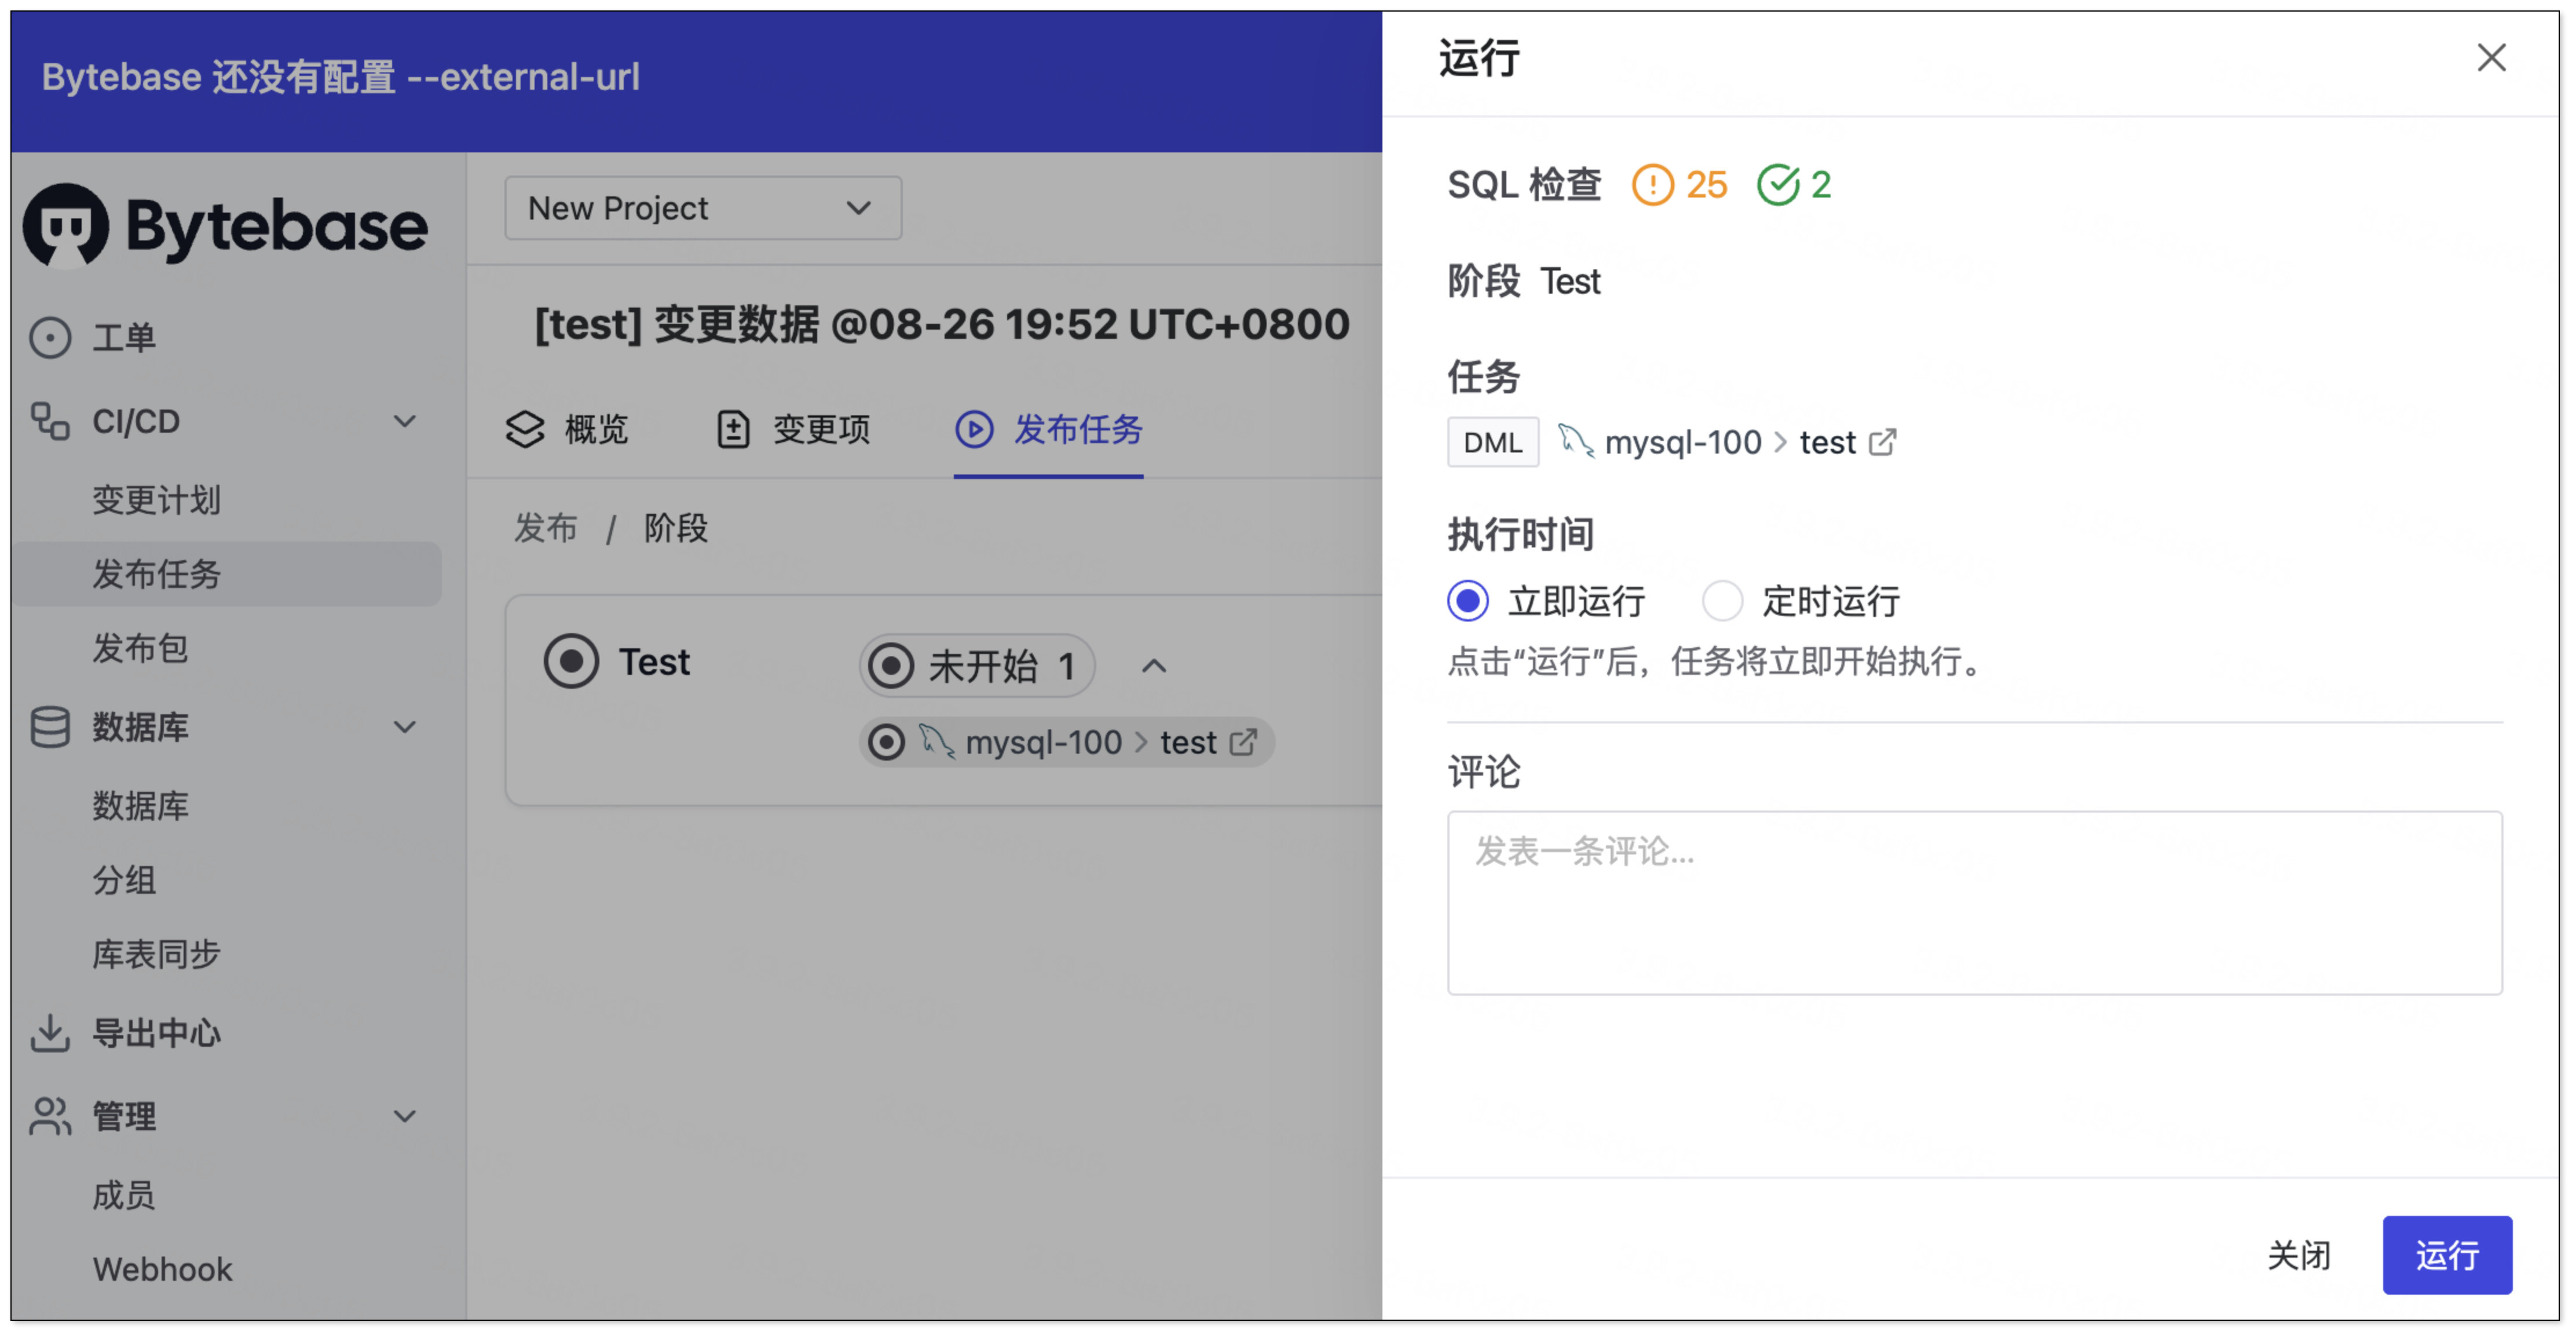 Bytebase 还没有配置 --external-url
Bytebase
工单
CI/CD
变更计划
发布任务
发布包
数据库
数据库
分组
库表同步
导出中心
管理
成员
Webhook
New Project
[test] 变更数据 @08-26 19:52 UTC+0800
概览 变更项 发布任务
发布 / 阶段
Test 未开始 1
mysql-100 > test
运行
SQL 检查 25 2
阶段 Test
任务
DML mysql-100 > test
执行时间
立即运行 定时运行
点击“运行”后，任务将立即开始执行。
评论
发表一条评论...
关闭 运行